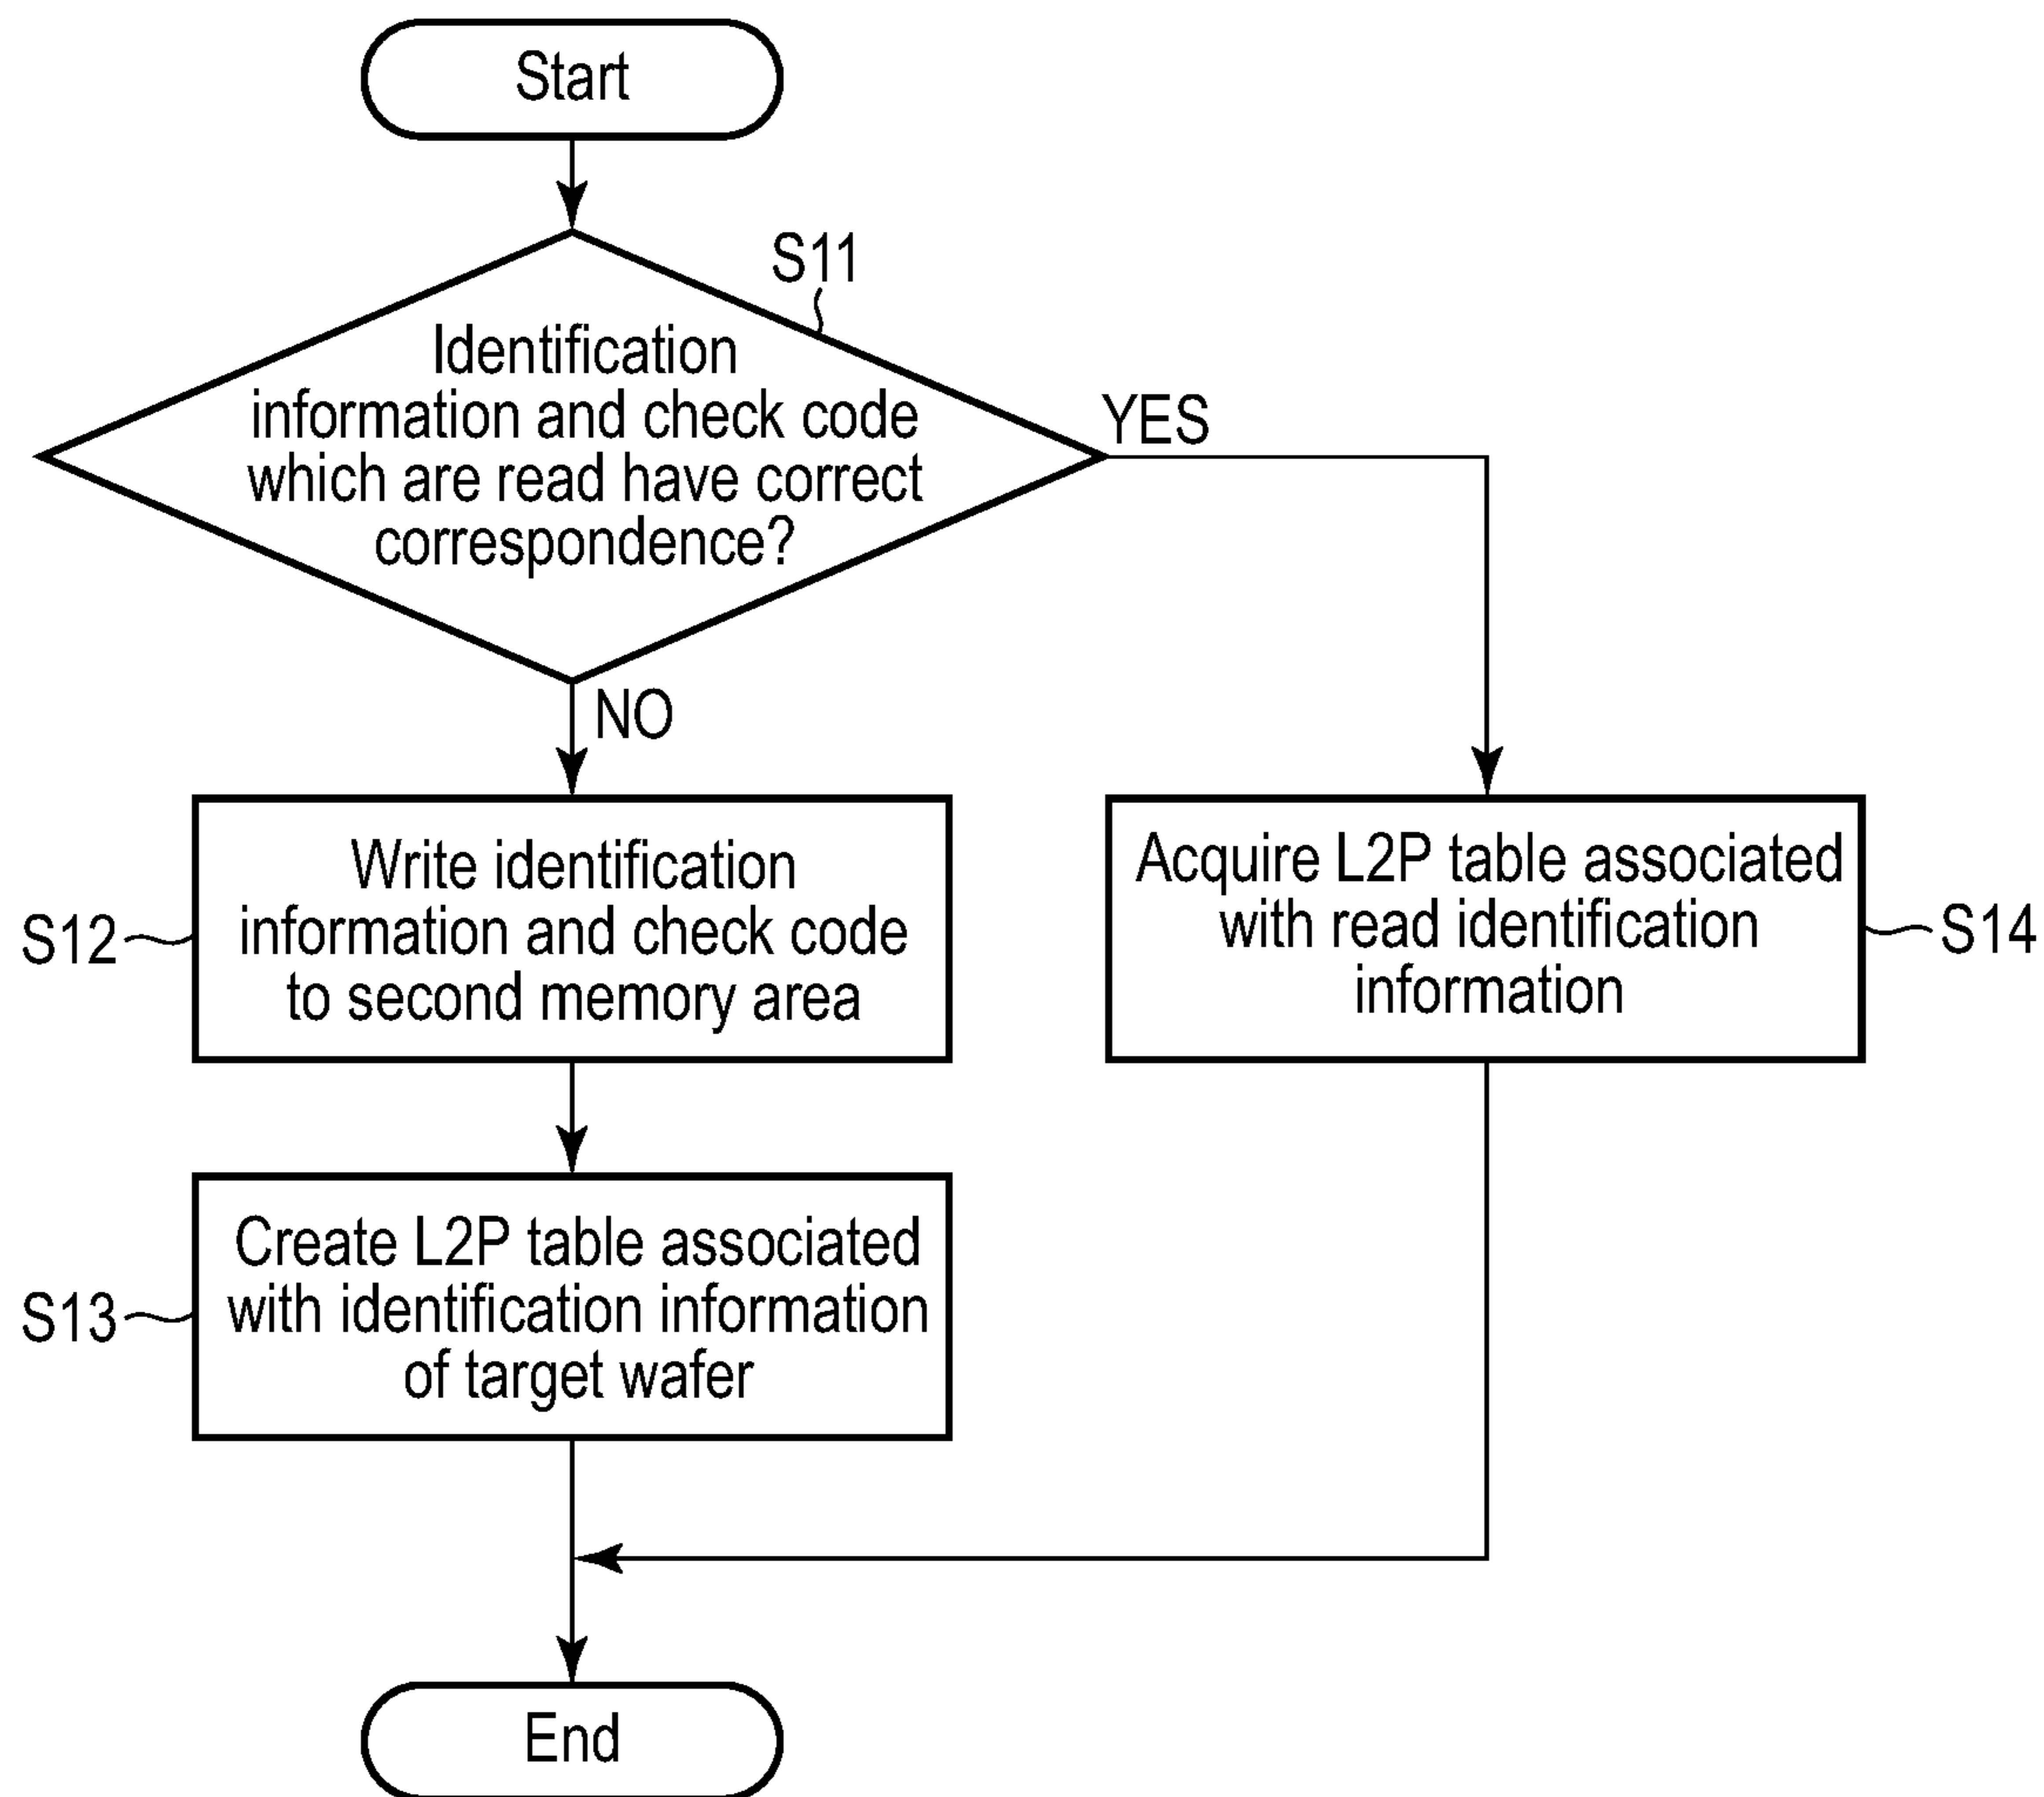 Start
S11
Identification
information and check code
which are read have correct
correspondence?
YES
NO
S12
Write identification
information and check code
to second memory area
Acquire L2P table associated
with read identification
information
S14
S13
Create L2P table associated
with identification information
of target wafer
End